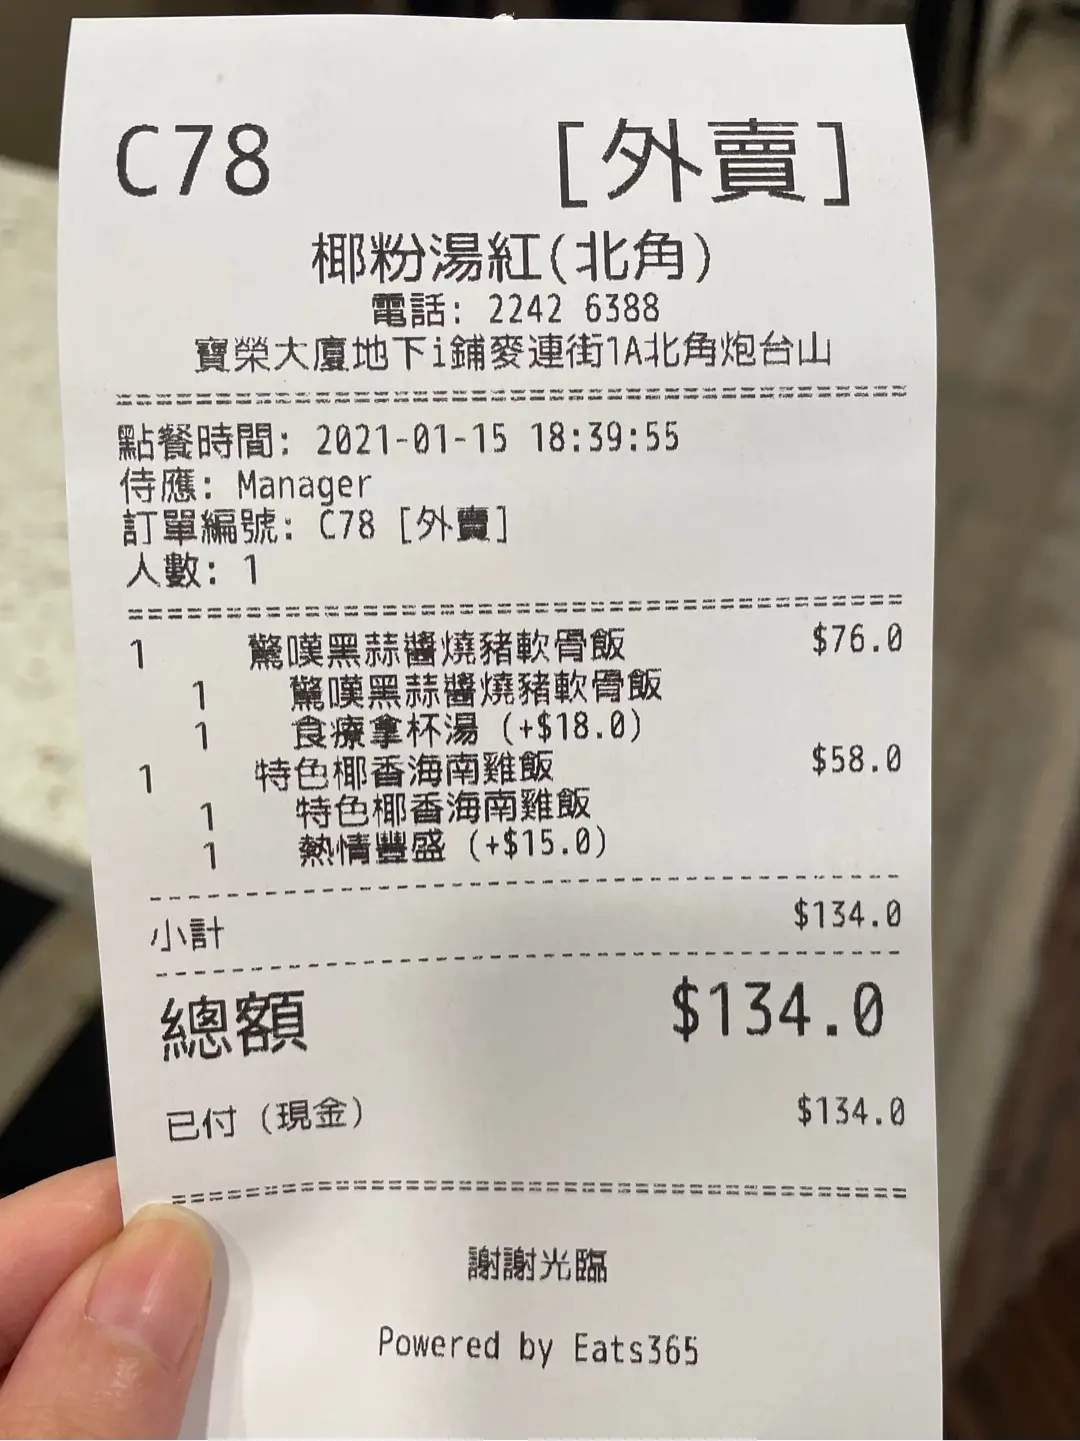 C78 [外賣]
椰粉湯紅(北角)
電話: 2242 6388
寶榮大廈地下i鋪麥連街1A北角炮台山
點餐時間: 2021-01-15 18:39:55
侍應: Manager
訂單編號: C78 [外賣]
人數: 1
1 驚嘆黑蒜醬燒豬軟骨飯 $76.0
1 驚嘆黑蒜醬燒豬軟骨飯
1 食療拿杯湯 (+$18.0)
1 特色椰香海南雞飯 $58.0
1 特色椰香海南雞飯
1 熱情豐盛 (+$15.0)
小計 $134.0
總額 $134.0
已付 (現金) $134.0
謝謝光臨
Powered by Eats365